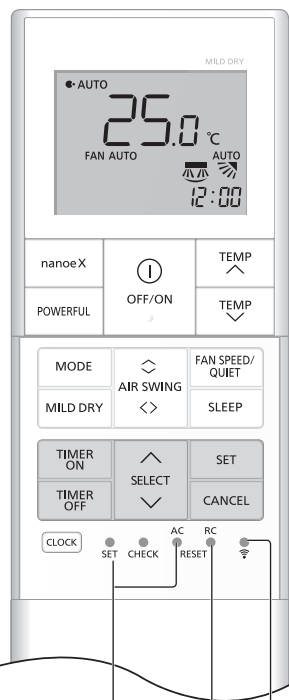 MILD DRY
AUTO
25.0 °C
FAN AUTO
AUTO
12:00
nanoeX
POWERFUL
OFF/ON
TEMP
TEMP
MODE
MILD DRY
AIR SWING
FAN SPEED/
QUIET
SLEEP
TIMER
ON
TIMER
OFF
SELECT
SET
CANCEL
CLOCK
AC RC
SET CHECK RESET